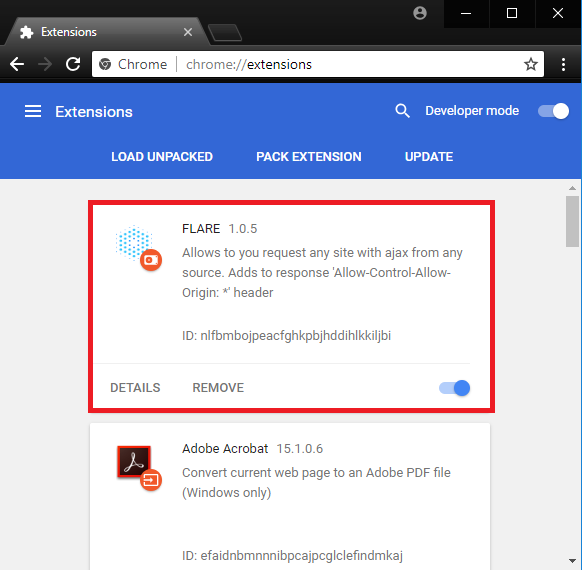 Extensions
Chrome chrome://extensions
Extensions
Developer mode
LOAD UNPACKED PACK EXTENSION UPDATE
FLARE 1.0.5
Allows to you request any site with ajax from any
source. Adds to response 'Allow-Control-Allow-
Origin: *' header
ID: nlfbmbojpeacfghkpbjhddihlkkiljbi
DETAILS REMOVE
Adobe Acrobat 15.1.0.6
Convert current web page to an Adobe PDF file
(Windows only)
ID: efaidnbmnnnibpcajpcglclefindmkaj